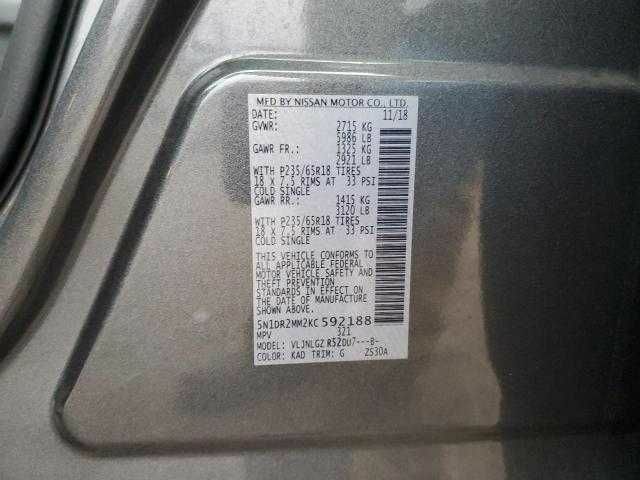 MFD BY NISSAN MOTOR CO., LTD.
DATE: 11/18
GVWR: 2715 KG
5986 LB
GAWR FR.: 1325 KG
2921 LB
WITH P235/65R18 TIRES
18 X 7.5 RIMS AT 33 PSI
COLD SINGLE
GAWR RR.: 1415 KG
3120 LB
WITH P235/65R18 TIRES
18 X 7.5 RIMS AT 33 PSI
COLD SINGLE
THIS VEHICLE CONFORMS TO
ALL APPLICABLE FEDERAL
MOTOR VEHICLE SAFETY AND
THEFT PREVENTION
STANDARDS IN EFFECT ON
THE DATE OF MANUFACTURE
SHOWN ABOVE.
5N1DR2MM2KC592188
MPV 321
MODEL: VLJNLGZ R52DU7---B-
COLOR: KAD TRIM: G ZS30A